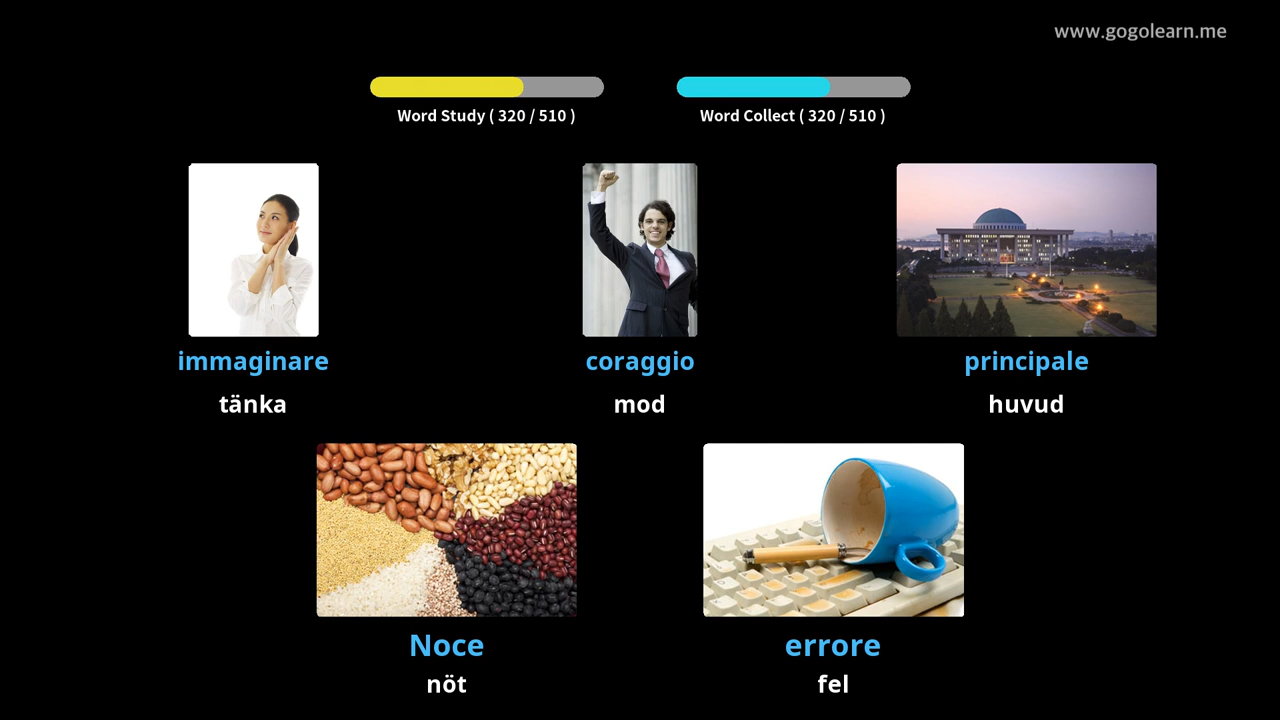 www.gogolearn.me
Word Study ( 320 / 510 )
Word Collect ( 320 / 510 )
immaginare
tänka
coraggio
mod
principale
huvud
Noce
nöt
errore
fel